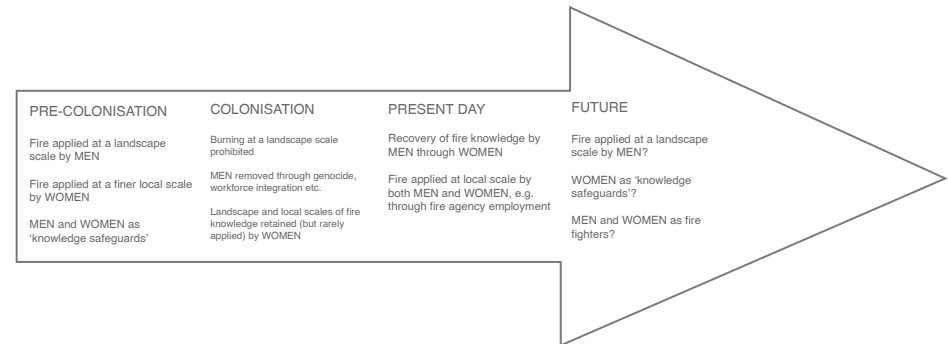 PRE-COLONISATION
Fire applied at a landscape
scale by MEN
Fire applied at a finer local scale
by WOMEN
MEN and WOMEN as
‘knowledge safeguards’
COLONISATION
Burning at a landscape scale
prohibited
MEN removed through genocide,
workforce integration etc.
Landscape and local scales of fire
knowledge retained (but rarely
applied) by WOMEN
PRESENT DAY
Recovery of fire knowledge by
MEN through WOMEN
Fire applied at local scale by
both MEN and WOMEN, e.g.
through fire agency employment
FUTURE
Fire applied at a landscape
scale by MEN?
WOMEN as ‘knowledge
safeguards’?
MEN and WOMEN as fire
fighters?